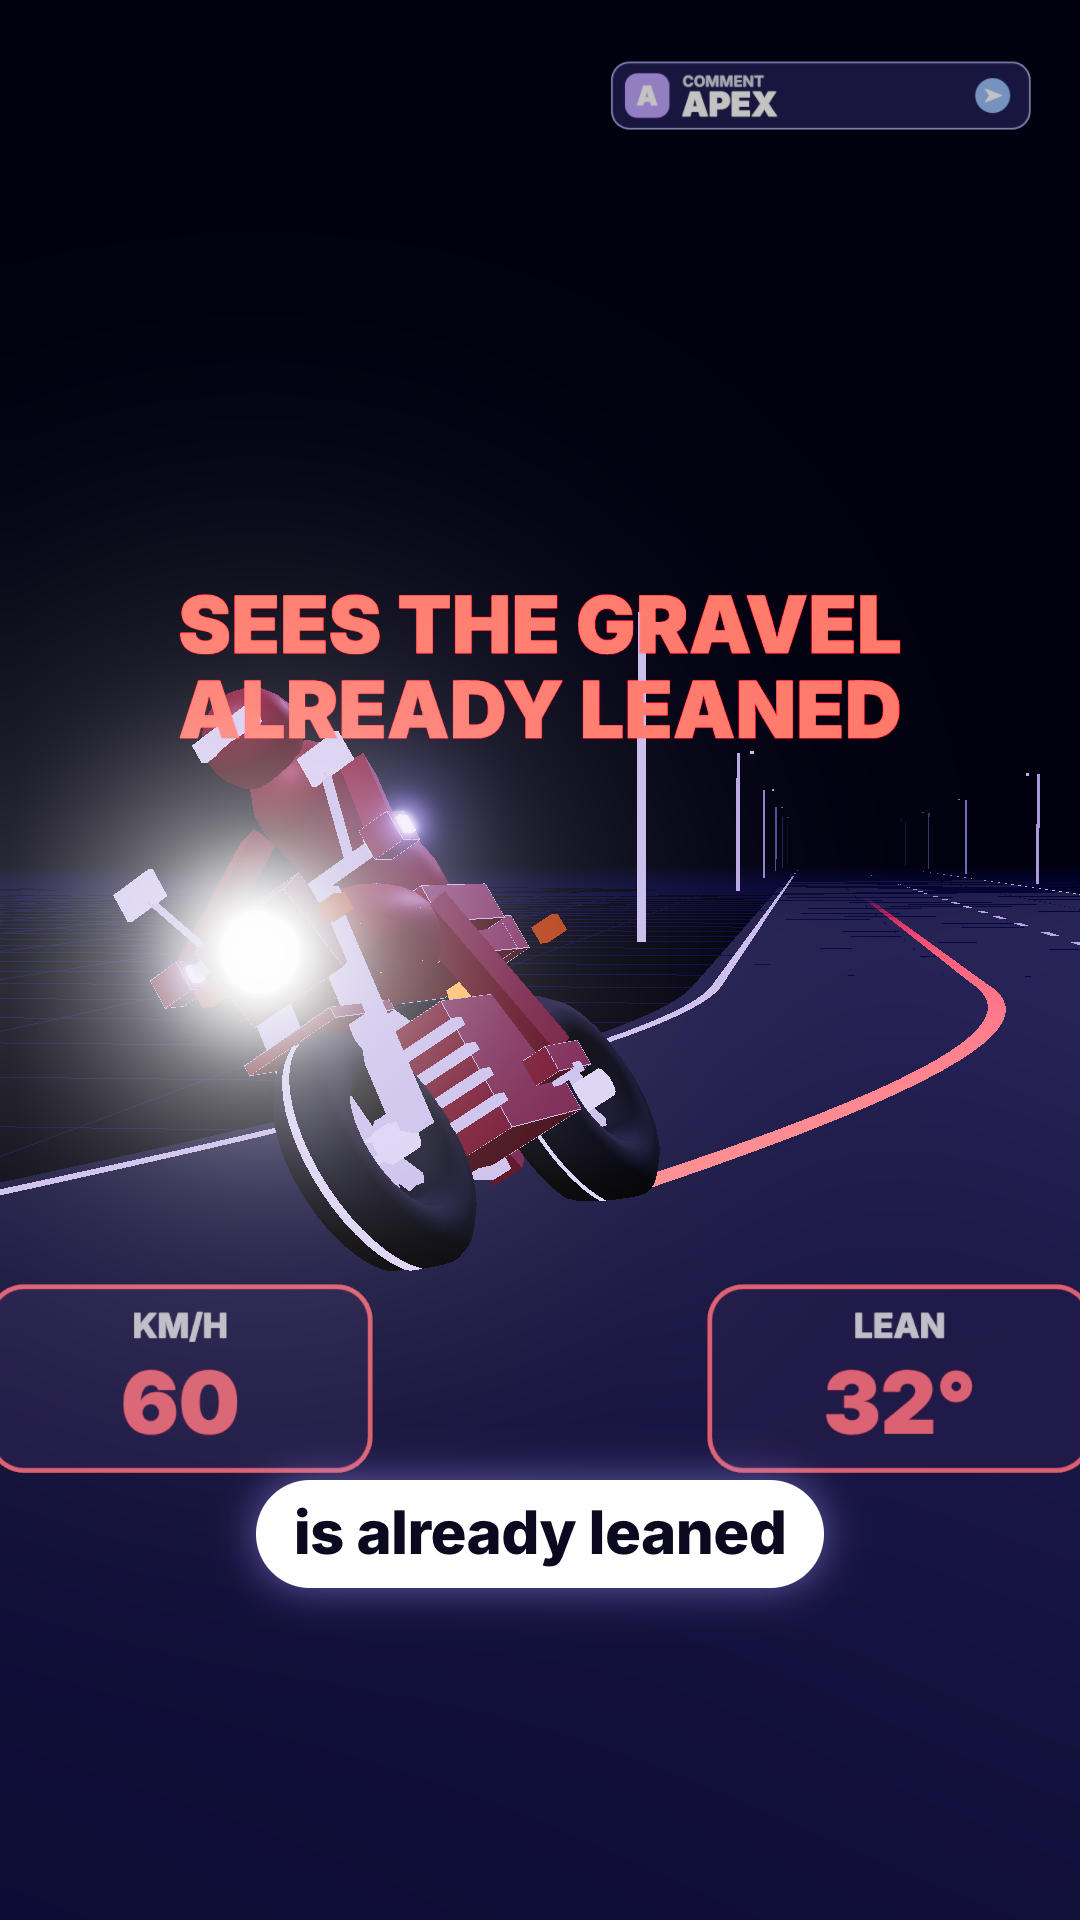 A
COMMENT
APEX
SEES THE GRAVEL
ALREADY LEANED
KM/H
60
LEAN
32°
is already leaned